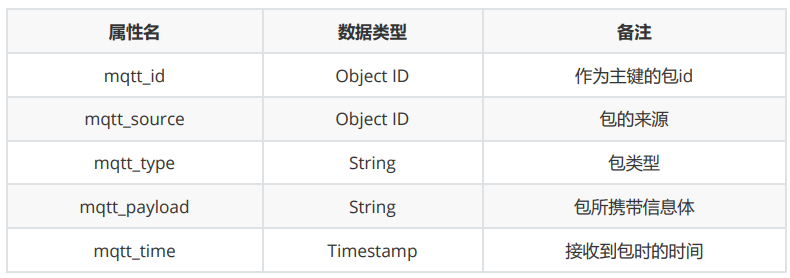 属性名 数据类型 备注
mqtt_id Object ID 作为主键的包id
mqtt_source Object ID 包的来源
mqtt_type String 包类型
mqtt_payload String 包所携带信息体
mqtt_time Timestamp 接收到包时的时间